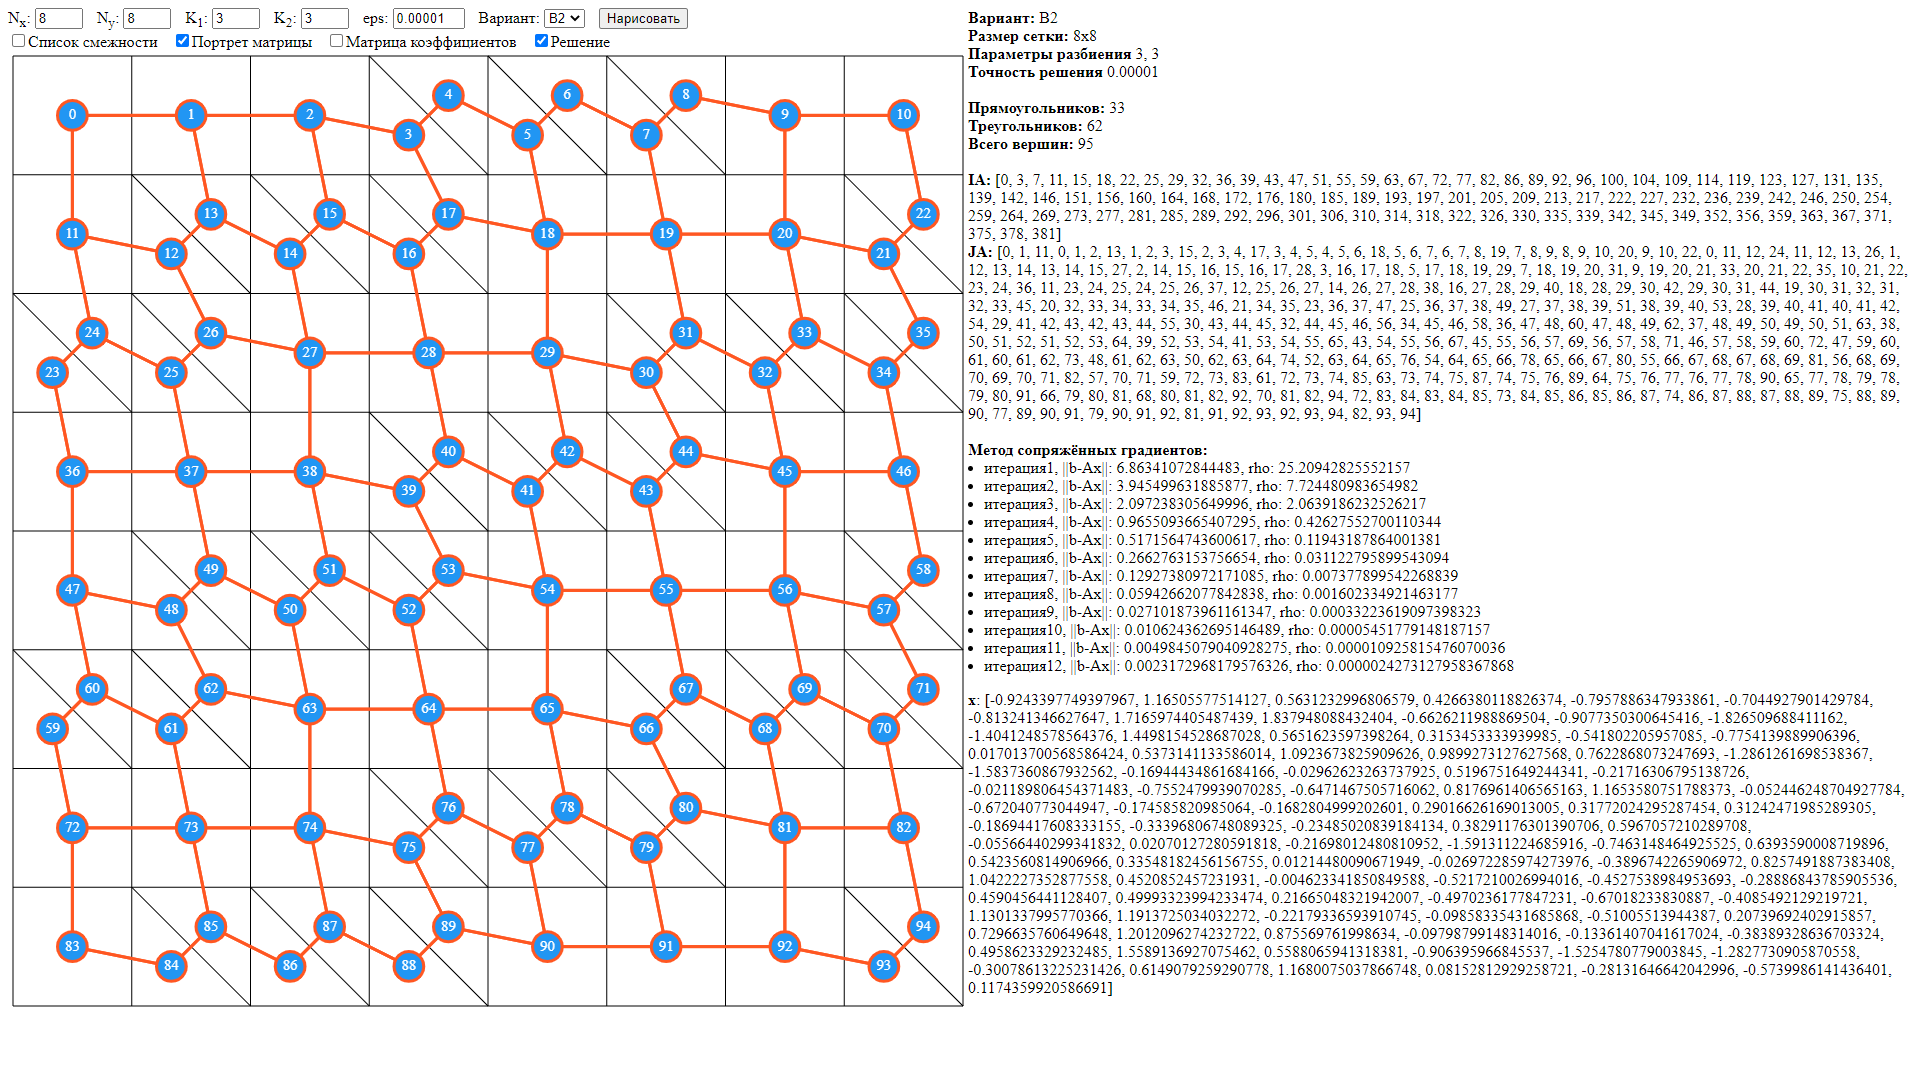 Nx: 8 Ny: 8 K1: 3 K2: 3 eps: 0.00001 Вариант: B2 Нарисовать
Список смежности Портрет матрицы Матрица коэффициентов Решение
4 6 8
0 1 2 9 10
3 5 7
13 15 17 22
11 18 19 20
12 14 16 21
24 26 31 33 35
27 28 29
23 25 30 32 34
40 42 44
36 37 38 45 46
39 41 43
49 51 53 58
47 54 55 56
48 50 52 57
60 62 67 69 71
63 64 65
59 61 66 68 70
76 78 80
72 73 74 81 82
75 77 79
85 87 89 94
83 90 91 92
84 86 88 93
Вариант: B2
Размер сетки: 8x8
Параметры разбиения 3, 3
Точность решения 0.00001
Прямоугольников: 33
Треугольников: 62
Всего вершин: 95
IA: [0, 3, 7, 11, 15, 18, 22, 25, 29, 32, 36, 39, 43, 47, 51, 55, 59, 63, 67, 72, 77, 82, 86, 89, 92, 96, 100, 104, 109, 114, 119, 123, 127, 131, 135,
139, 142, 146, 151, 156, 160, 164, 168, 172, 176, 180, 185, 189, 193, 197, 201, 205, 209, 213, 217, 222, 227, 232, 236, 239, 242, 246, 250, 254,
259, 264, 269, 273, 277, 281, 285, 289, 292, 296, 301, 306, 310, 314, 318, 322, 326, 330, 335, 339, 342, 345, 349, 352, 356, 359, 363, 367, 371,
375, 378, 381]
JA: [0, 1, 11, 0, 1, 2, 13, 1, 2, 3, 15, 2, 3, 4, 17, 3, 4, 5, 4, 5, 6, 18, 5, 6, 7, 6, 7, 8, 19, 7, 8, 9, 8, 9, 10, 20, 9, 10, 22, 0, 11, 12, 24, 11, 12, 13, 26, 1,
12, 13, 14, 13, 14, 15, 27, 2, 14, 15, 16, 15, 16, 17, 28, 3, 16, 17, 18, 5, 17, 18, 19, 29, 7, 18, 19, 20, 31, 9, 19, 20, 21, 33, 20, 21, 22, 35, 10, 21, 22,
23, 24, 36, 11, 23, 24, 25, 24, 25, 26, 37, 12, 25, 26, 27, 14, 26, 27, 28, 38, 16, 27, 28, 29, 40, 18, 28, 29, 30, 42, 29, 30, 31, 44, 19, 30, 31, 32, 31,
32, 33, 45, 20, 32, 33, 34, 33, 34, 35, 46, 21, 34, 35, 23, 36, 37, 47, 25, 36, 37, 38, 49, 27, 37, 38, 39, 51, 38, 39, 40, 53, 28, 39, 40, 41, 40, 41, 42,
54, 29, 41, 42, 43, 42, 43, 44, 55, 30, 43, 44, 45, 32, 44, 45, 46, 56, 34, 45, 46, 58, 36, 47, 48, 60, 47, 48, 49, 62, 37, 48, 49, 50, 49, 50, 51, 63, 38,
50, 51, 52, 51, 52, 53, 64, 39, 52, 53, 54, 41, 53, 54, 55, 65, 43, 54, 55, 56, 67, 45, 55, 56, 57, 69, 56, 57, 58, 71, 46, 57, 58, 59, 60, 72, 47, 59, 60,
61, 60, 61, 62, 73, 48, 61, 62, 63, 50, 62, 63, 64, 74, 52, 63, 64, 65, 76, 54, 64, 65, 66, 78, 65, 66, 67, 80, 55, 66, 67, 68, 67, 68, 69, 81, 56, 68, 69,
70, 69, 70, 71, 82, 57, 70, 71, 59, 72, 73, 83, 61, 72, 73, 74, 85, 63, 73, 74, 75, 87, 74, 75, 76, 89, 64, 75, 76, 77, 76, 77, 78, 90, 65, 77, 78, 79, 78,
79, 80, 91, 66, 79, 80, 81, 68, 80, 81, 82, 92, 70, 81, 82, 94, 72, 83, 84, 83, 84, 85, 73, 84, 85, 86, 85, 86, 87, 74, 86, 87, 88, 87, 88, 89, 75, 88, 89,
90, 77, 89, 90, 91, 79, 90, 91, 92, 81, 91, 92, 93, 92, 93, 94, 82, 93, 94]
Метод сопряжённых градиентов:
• итерация1, ||b-Ax||: 6.86341072844483, rho: 25.20942825552157
• итерация2, ||b-Ax||: 3.945499631885877, rho: 7.724480983654982
• итерация3, ||b-Ax||: 2.097238305649996, rho: 2.0639186232526217
• итерация4, ||b-Ax||: 0.9655093665407295, rho: 0.42627552700110344
• итерация5, ||b-Ax||: 0.5171564743600617, rho: 0.11943187864001381
• итерация6, ||b-Ax||: 0.2662763153756654, rho: 0.031122795899543094
• итерация7, ||b-Ax||: 0.12927380972171085, rho: 0.007377899542268839
• итерация8, ||b-Ax||: 0.05942662077842838, rho: 0.001602334921463177
• итерация9, ||b-Ax||: 0.027101873961161347, rho: 0.00033223619097398323
• итерация10, ||b-Ax||: 0.010624362695146489, rho: 0.00005451779148187157
• итерация11, ||b-Ax||: 0.0049845079040928275, rho: 0.000010925815476070036
• итерация12, ||b-Ax||: 0.0023172968179576326, rho: 0.0000024273127958367868
x: [-0.9243397749397967, 1.16505577514127, 0.5631232996806579, 0.4266380118826374, -0.7957886347933861, -0.7044927901429784,
-0.813241346627647, 1.7165974405487439, 1.837948088432404, -0.6626211988869504, -0.9077350300645416, -1.826509688411162,
-1.4041248578564376, 1.4498154528687028, 0.5651623597398264, 0.3153453333939985, -0.541802205957085, -0.7754139889906396,
0.017013700568586424, 0.5373141133586014, 1.0923673825909626, 0.9899273127627568, 0.7622868073247693, -1.2861261698538367,
-1.5837360867932562, -0.16944434861684166, -0.02962623263737925, 0.5196751649244341, -0.21716306795138726,
-0.021189806454371483, -0.7552479939070285, -0.6471467505716062, 0.8176961406565163, 1.1653580751788373, -0.052446248704927784,
-0.672040773044947, -0.174585820985064, -0.1682804999202601, 0.29016626169013005, 0.31772024295287454, 0.31242471985289305,
-0.18694417608333155, -0.33396806748089325, -0.23485020839184134, 0.38291176301390706, 0.5967057210289708,
-0.05566440299341832, 0.02070127280591818, -0.21698012480810952, -1.591311224685916, -0.7463148464925525, 0.6393590008719896,
0.5423560814906966, 0.33548182456156755, 0.01214480090671949, -0.026972285974273976, -0.3896742265906972, 0.8257491887383408,
1.0422227352877558, 0.4520852457231931, -0.004623341850849588, -0.5217210026994016, -0.4527538984953693, -0.28886843785905536,
0.4590456441128407, 0.49993323994233474, 0.21665048321942007, -0.4970236177847231, -0.67018233830887, -0.4085492129219721,
1.1301337995770366, 1.1913725034032272, -0.22179336593910745, -0.09858335431685868, -0.51005513944387, 0.20739692402915857,
0.7296635760649648, 1.2012096274232722, 0.875569761998634, -0.09798799148314016, -0.13361407041617024, -0.38389328636703324,
0.4958623329232485, 1.5589136927075462, 0.5588065941318381, -0.906395966845537, -1.5254780779003845, -1.2827730905870558,
-0.30078613225231426, 0.6149079259290778, 1.1680075037866748, 0.08152812929258721, -0.28131646642042996, -0.5739986141436401,
0.1174359920586691]